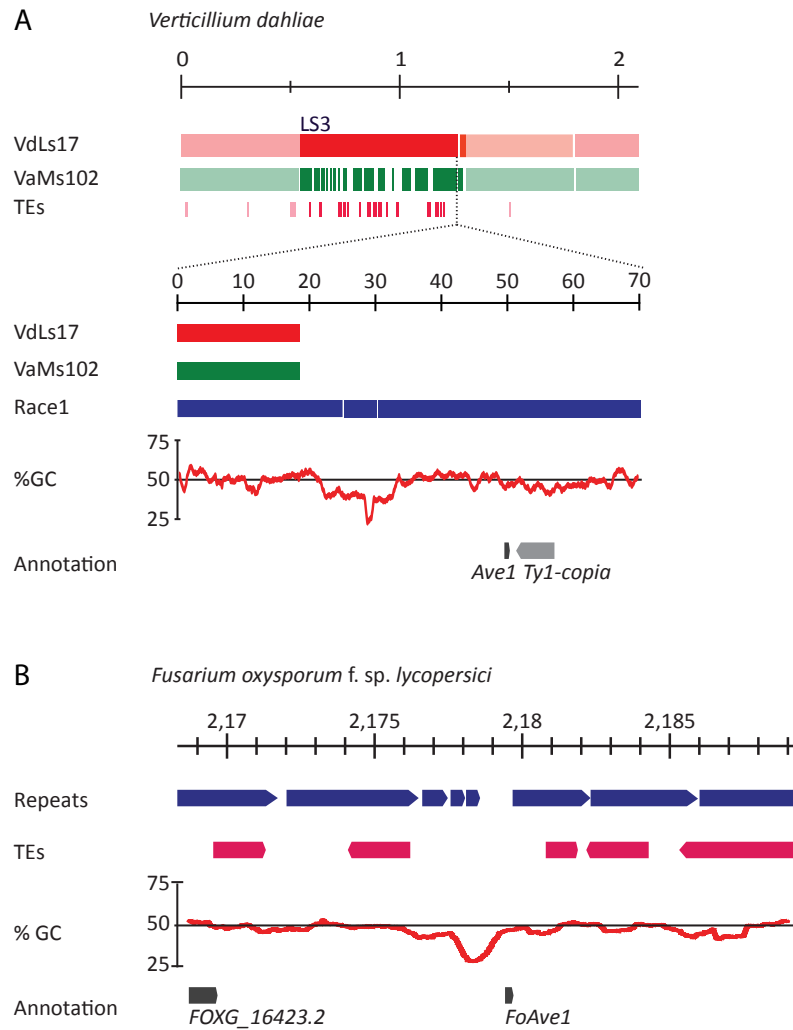 A Verticillium dahliae
0 1 2
LS3
VdLs17
VaMs102
TEs
0 10 20 30 40 50 60 70
VdLs17
VaMs102
Race1
75
%GC 50
25
Annotation
Ave1 Ty1-copia
B Fusarium oxysporum f. sp. lycopersici
2,17 2,175 2,18 2,185
Repeats
TEs
75
% GC 50
25
Annotation
FOXG_16423.2 FoAve1